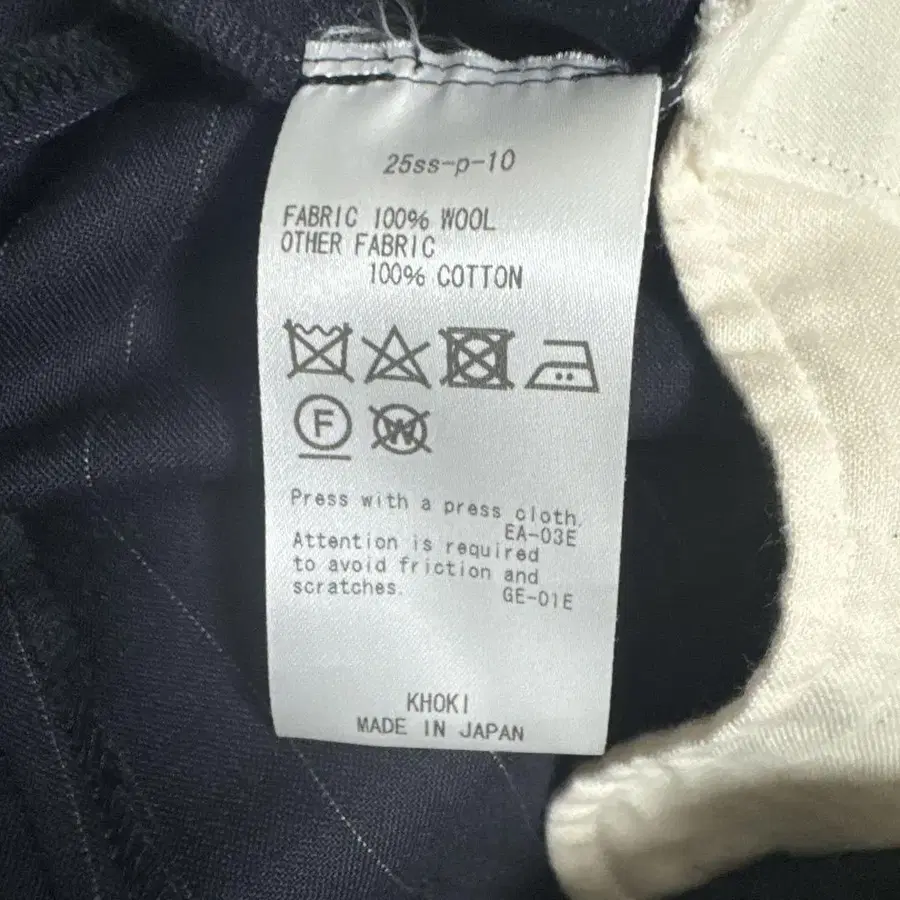 25ss-p-10
FABRIC 100% WOOL
OTHER FABRIC
100% COTTON
F W
Press with a press cloth.
EA-03E
Attention is required
to avoid friction and
scratches.
GE-01E
KHOKI
MADE IN JAPAN